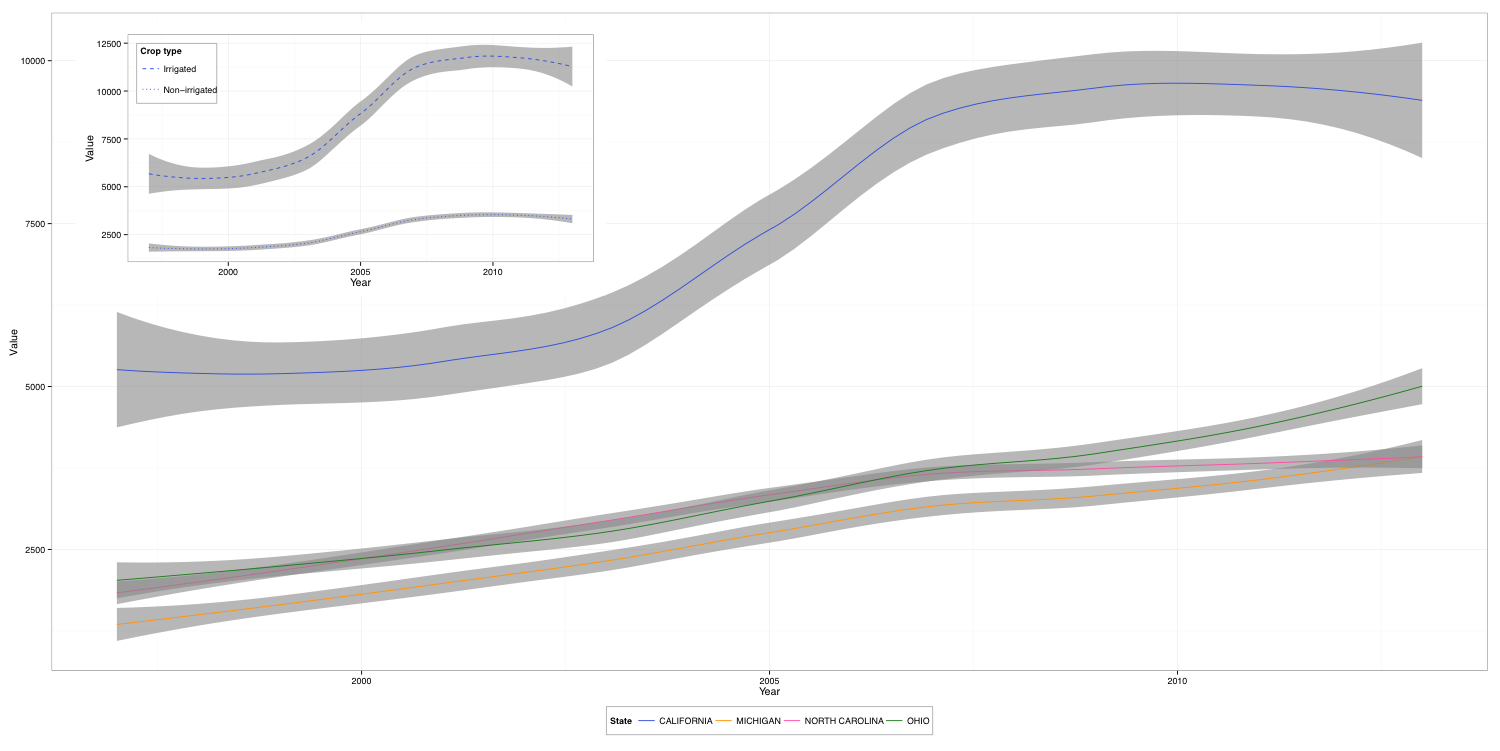 12500
Crop type
Irrigated
Non−irrigated
10000
7500
5000
2500
Value
2000 2005 2010
Year
10000
7500
5000
2500
Value
2000 2005 2010
Year
State CALIFORNIA MICHIGAN NORTH CAROLINA OHIO